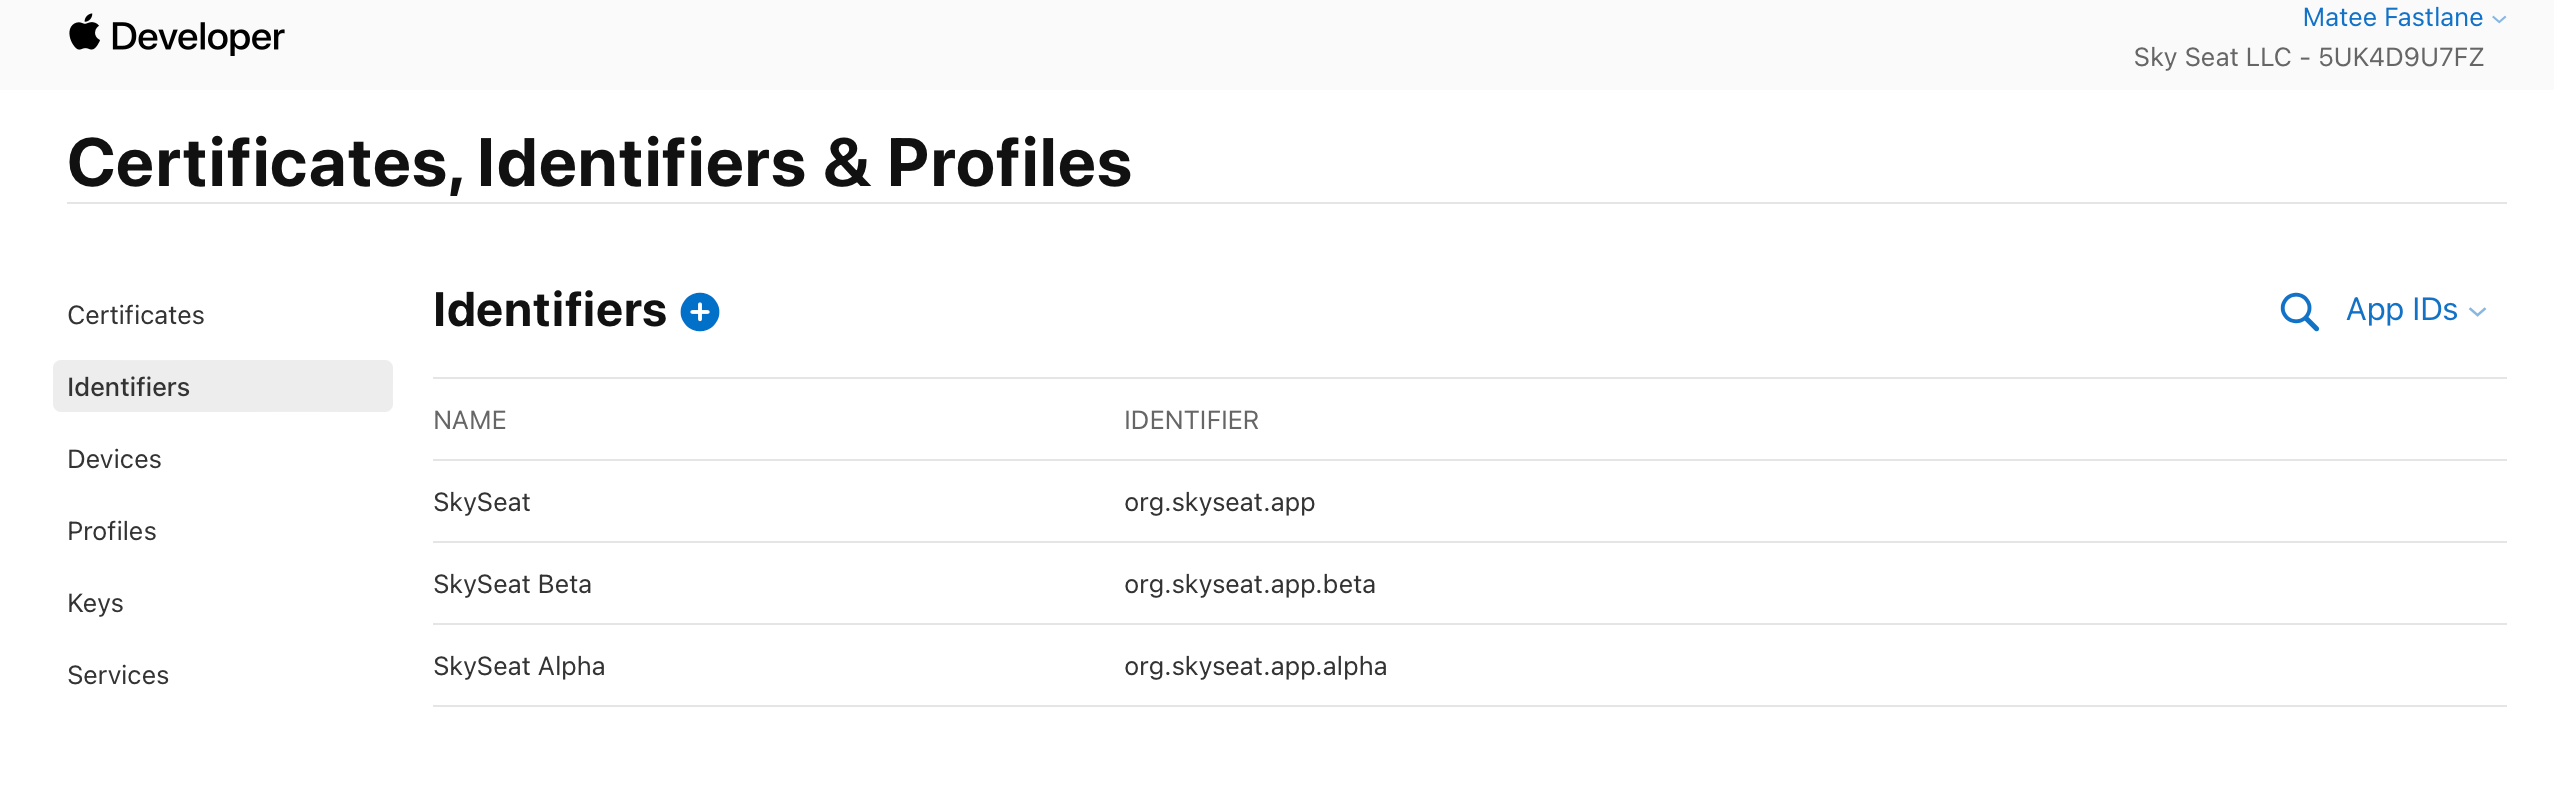 Developer
Matee Fastlane
Sky Seat LLC - 5UK4D9U7FZ
Certificates, Identifiers & Profiles
Certificates
Identifiers
Devices
Profiles
Keys
Services
Identifiers
App IDs
NAME IDENTIFIER
SkySeat org.skyseat.app
SkySeat Beta org.skyseat.app.beta
SkySeat Alpha org.skyseat.app.alpha